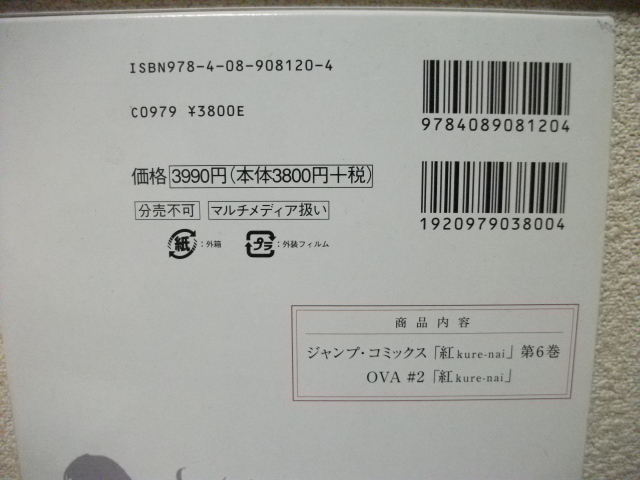 ISBN978-4-08-908120-4
C0979 ¥3800E
9784089081204
価格 3990円(本体3800円+税)
分売不可 マルチメディア扱い
1920979038004
紙:外箱 プラ:外装フィルム
商品内容
ジャンプ・コミックス「紅kure-nai」第6巻
OVA #2「紅kure-nai」